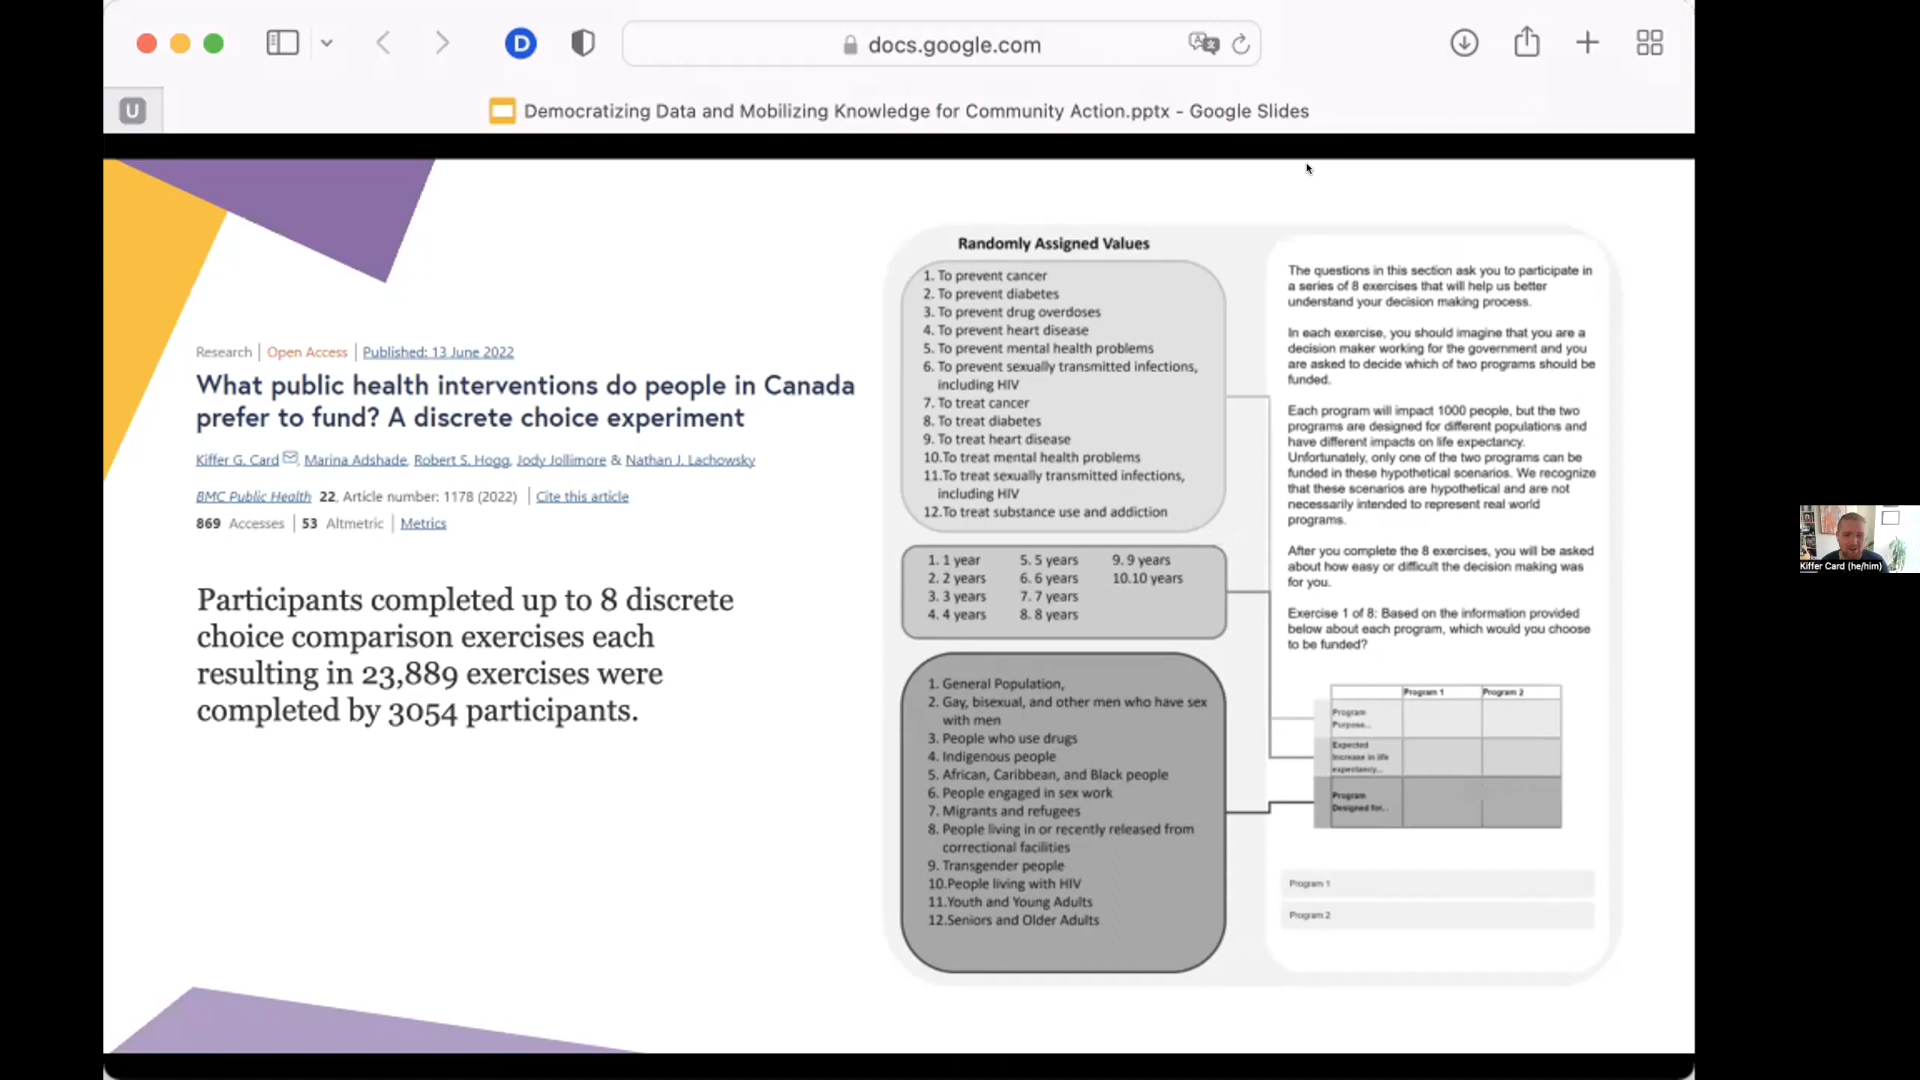 docs.google.com
D
U
Democratizing Data and Mobilizing Knowledge for Community Action.pptx - Google Slides
Research | Open Access | Published: 13 June 2022
What public health interventions do people in Canada
prefer to fund? A discrete choice experiment
Kiffer G. Card, Marina Adshade, Robert S. Hogg, Jody Jollimore & Nathan J. Lachowsky
BMC Public Health 22, Article number: 1178 (2022) | Cite this article
869 Accesses | 53 Altmetric | Metrics
Participants completed up to 8 discrete
choice comparison exercises each
resulting in 23,889 exercises were
completed by 3054 participants.
Randomly Assigned Values
1. To prevent cancer
2. To prevent diabetes
3. To prevent drug overdoses
4. To prevent heart disease
5. To prevent mental health problems
6. To prevent sexually transmitted infections,
including HIV
7. To treat cancer
8. To treat diabetes
9. To treat heart disease
10.To treat mental health problems
11.To treat sexually transmitted infections,
including HIV
12.To treat substance use and addiction
1. 1 year 5. 5 years 9. 9 years
2. 2 years 6. 6 years 10.10 years
3. 3 years 7. 7 years
4. 4 years 8. 8 years
1. General Population,
2. Gay, bisexual, and other men who have sex
with men
3. People who use drugs
4. Indigenous people
5. African, Caribbean, and Black people
6. People engaged in sex work
7. Migrants and refugees
8. People living in or recently released from
correctional facilities
9. Transgender people
10.People living with HIV
11.Youth and Young Adults
12.Seniors and Older Adults
The questions in this section ask you to participate in
a series of 8 exercises that will help us better
understand your decision making process.
In each exercise, you should imagine that you are a
decision maker working for the government and you
are asked to decide which of two programs should be
funded.
Each program will impact 1000 people, but the two
programs are designed for different populations and
have different impacts on life expectancy.
Unfortunately, only one of the two programs can be
funded in these hypothetical scenarios. We recognize
that these scenarios are hypothetical and are not
necessarily intended to represent real world
programs.
After you complete the 8 exercises, you will be asked
about how easy or difficult the decision making was
for you.
Exercise 1 of 8: Based on the information provided
below about each program, which would you choose
to be funded?
Program 1 Program 2
Program
Purpose...
Expected
increase in life
expectancy...
Program
Designed for...
Program 1
Program 2
Kiffer Card (he/him)